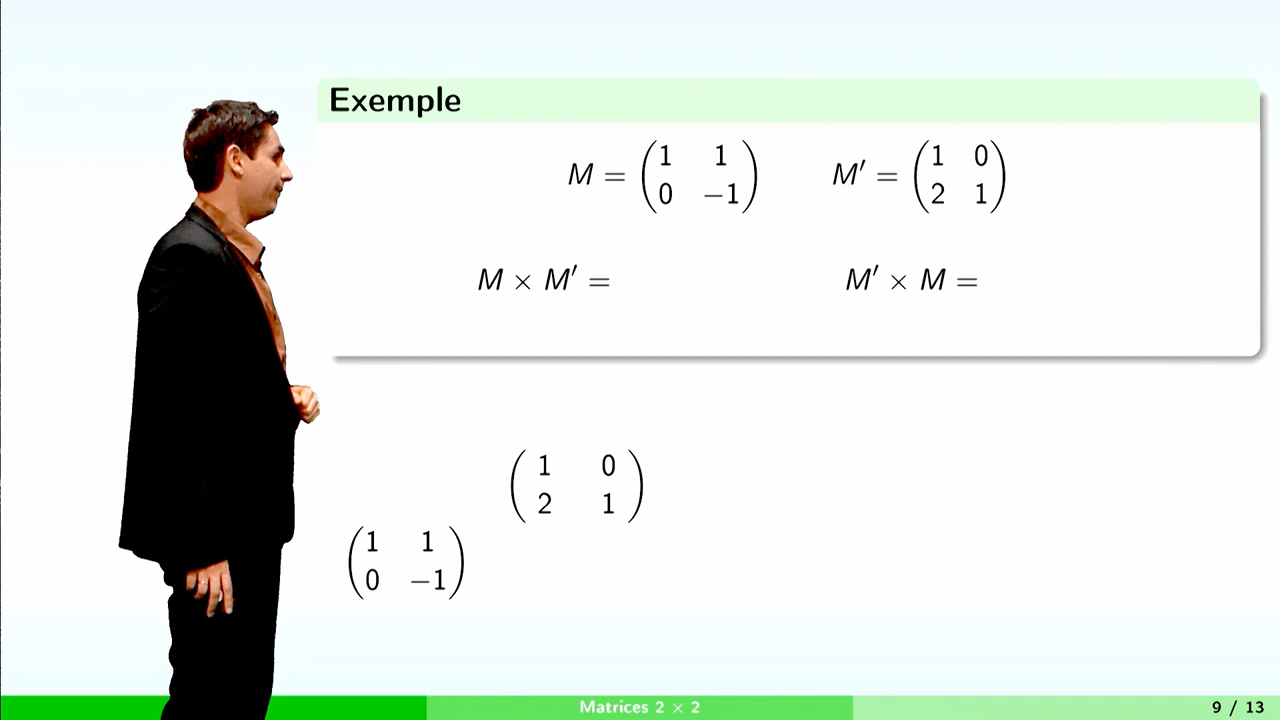 Exemple
M = (1 1 0 −1) M′ = (1 0 2 1)
M × M′ = M′ × M =
(1 0
2 1)
(1 1
0 −1)
Matrices 2 × 2 9 / 13